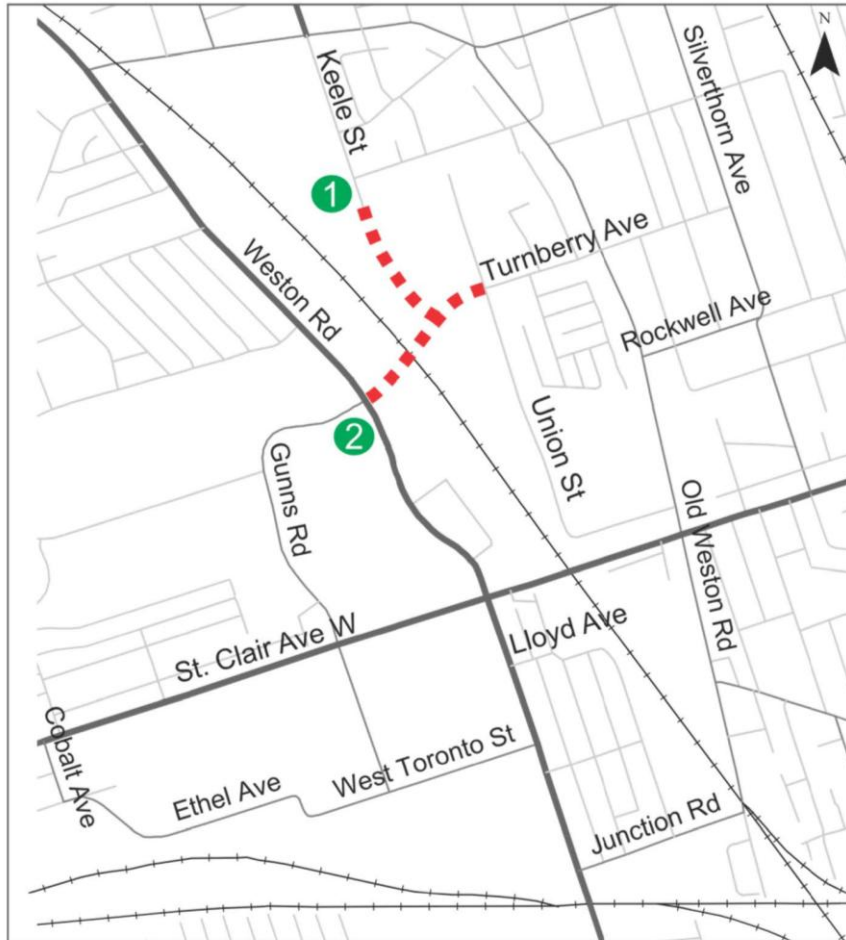 N
Keele St
Silverthorn Ave
1
Turnberry Ave
Weston Rd
Rockwell Ave
2
Union St
Gunns Rd
Old Weston Rd
St. Clair Ave W
Lloyd Ave
Cobalt Ave
West Toronto St
Ethel Ave
Junction Rd